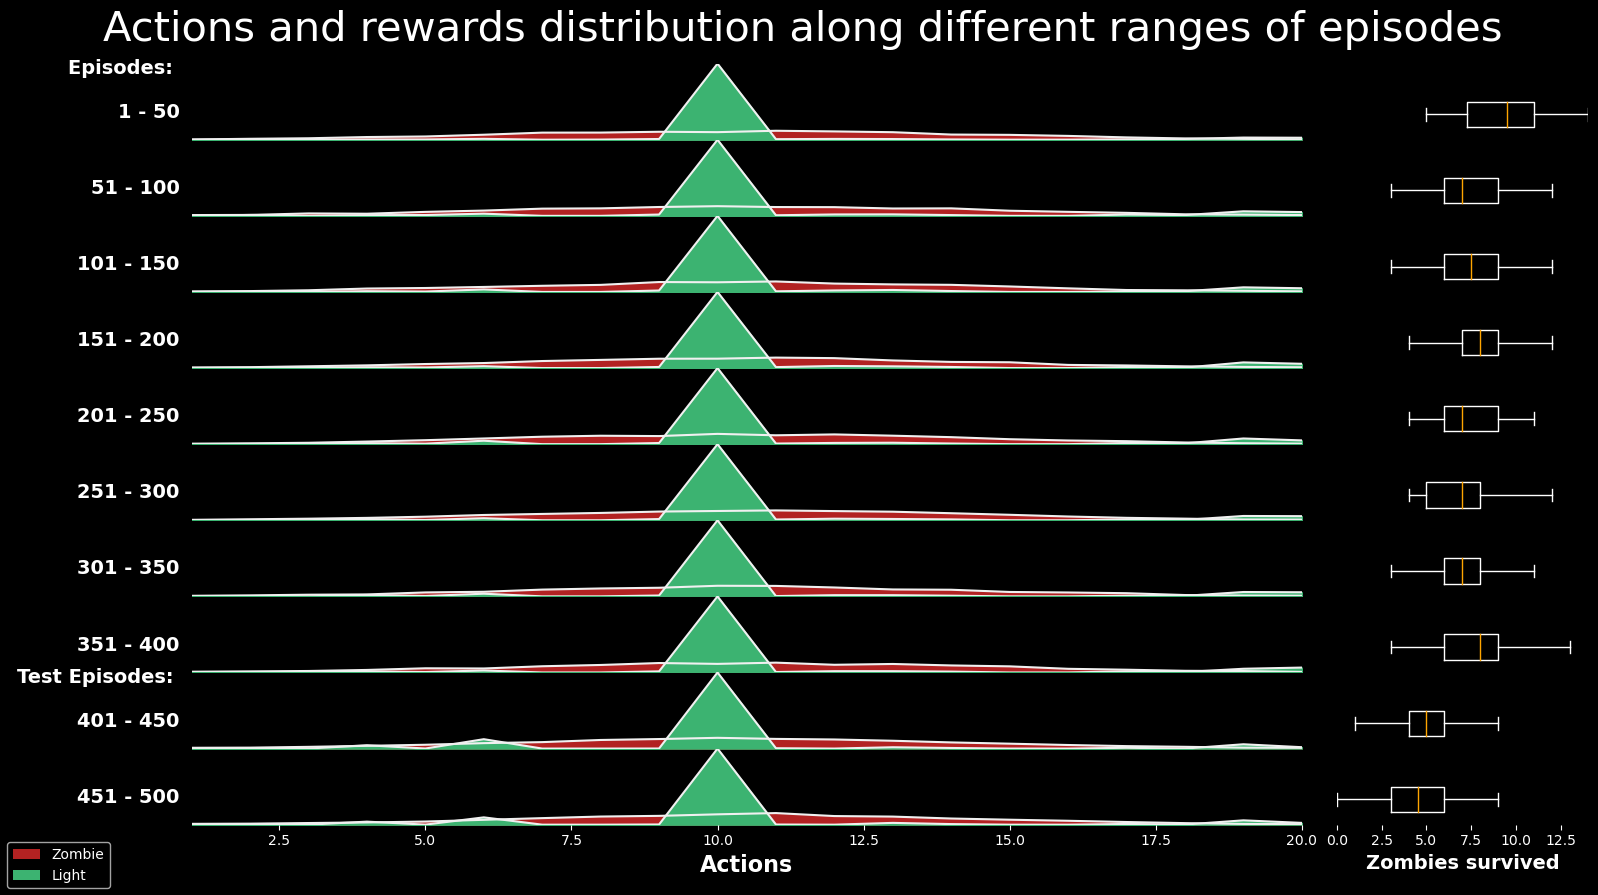 Actions and rewards distribution along different ranges of episodes
Episodes:
1 - 50
51 - 100
101 - 150
151 - 200
201 - 250
251 - 300
301 - 350
351 - 400
Test Episodes:
401 - 450
451 - 500
2.5 5.0 7.5 10.0 12.5 15.0 17.5 20.0
0.0 2.5 5.0 7.5 10.0 12.5
Actions
Zombies survived
Zombie
Light